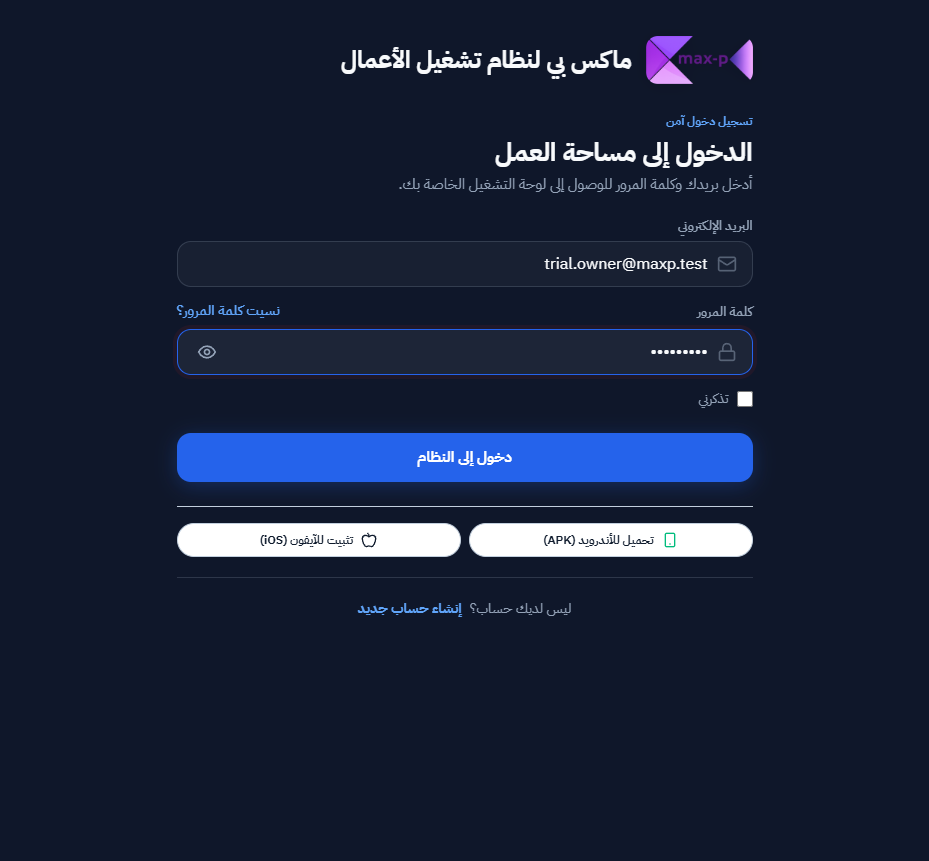 max-p
ماكس بي لنظام تشغيل الأعمال
تسجيل دخول آمن
الدخول إلى مساحة العمل
أدخل بريدك وكلمة المرور للوصول إلى لوحة التشغيل الخاصة بك.
البريد الإلكتروني
trial.owner@maxp.test
كلمة المرور
نسيت كلمة المرور؟
•••••••••
تذكرني
دخول إلى النظام
تحميل للأندرويد (APK)
تثبيت للآيفون (iOS)
ليس لديك حساب؟ إنشاء حساب جديد